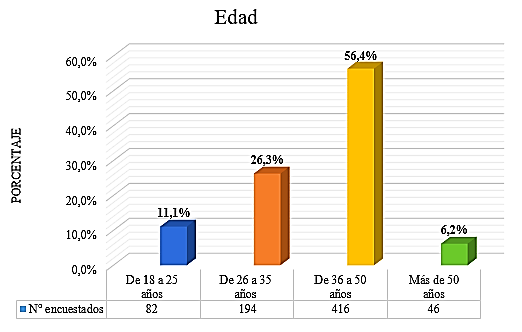 Edad
PORCENTAJE
60,0%
50,0%
40,0%
30,0%
20,0%
10,0%
0,0%
11,1%
26,3%
56,4%
6,2%
De 18 a 25 años
De 26 a 35 años
De 36 a 50 años
Más de 50 años
N° encuestados 82 194 416 46